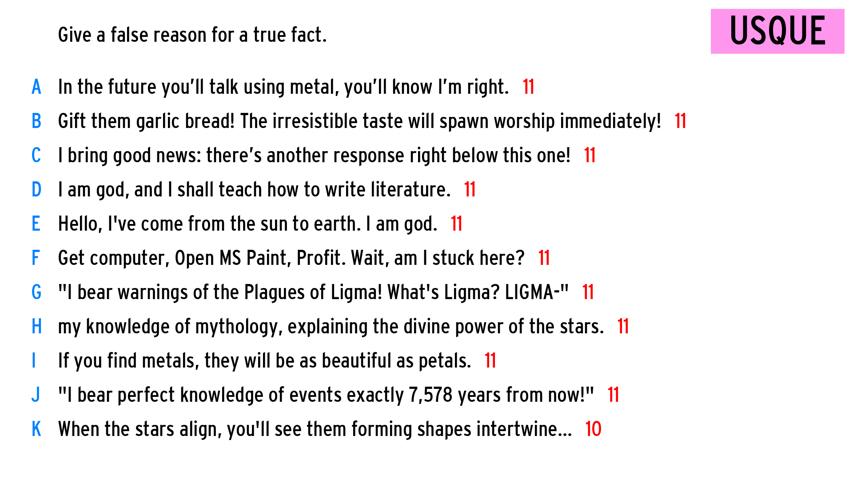 Give a false reason for a true fact.
USQUE
A In the future you'll talk using metal, you'll know I'm right. 11
B Gift them garlic bread! The irresistible taste will spawn worship immediately! 11
C I bring good news: there's another response right below this one! 11
D I am god, and I shall teach how to write literature. 11
E Hello, I've come from the sun to earth. I am god. 11
F Get computer, Open MS Paint, Profit. Wait, am I stuck here? 11
G "I bear warnings of the Plagues of Ligma! What's Ligma? LIGMA-" 11
H my knowledge of mythology, explaining the divine power of the stars. 11
I If you find metals, they will be as beautiful as petals. 11
J "I bear perfect knowledge of events exactly 7,578 years from now!" 11
K When the stars align, you'll see them forming shapes intertwine... 10